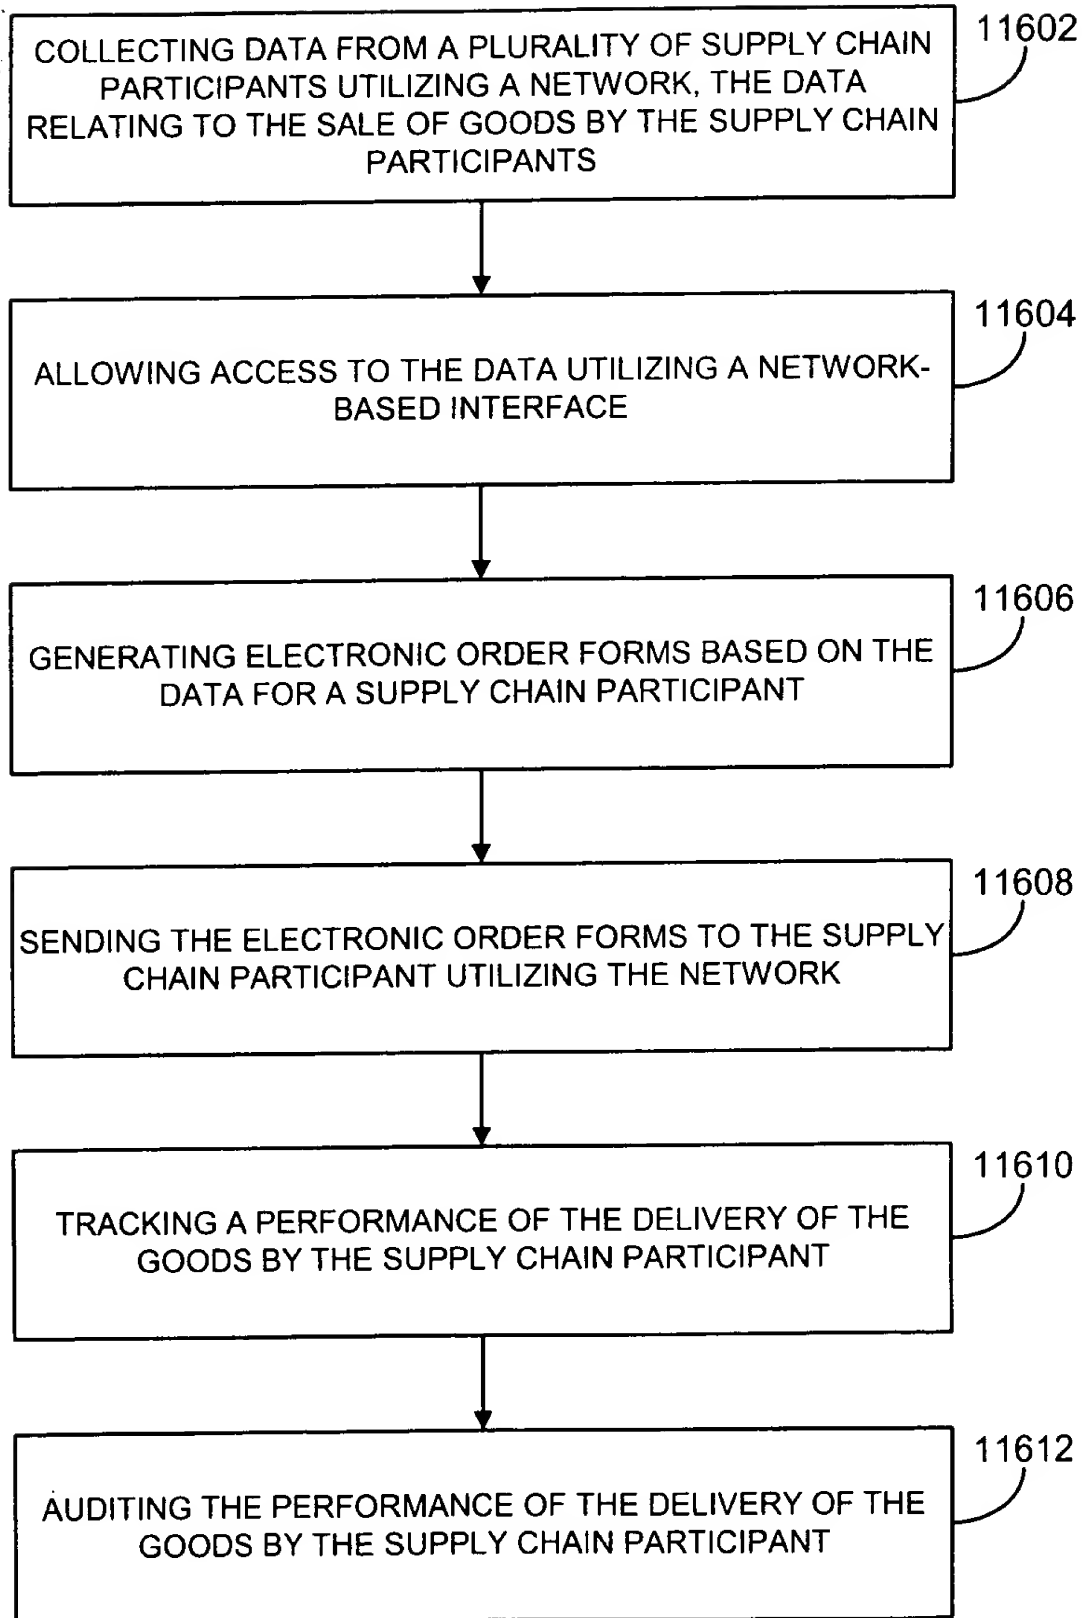 COLLECTING DATA FROM A PLURALITY OF SUPPLY CHAIN
PARTICIPANTS UTILIZING A NETWORK, THE DATA
RELATING TO THE SALE OF GOODS BY THE SUPPLY CHAIN
PARTICIPANTS
11602
ALLOWING ACCESS TO THE DATA UTILIZING A NETWORK-
BASED INTERFACE
11604
GENERATING ELECTRONIC ORDER FORMS BASED ON THE
DATA FOR A SUPPLY CHAIN PARTICIPANT
11606
SENDING THE ELECTRONIC ORDER FORMS TO THE SUPPLY
CHAIN PARTICIPANT UTILIZING THE NETWORK
11608
TRACKING A PERFORMANCE OF THE DELIVERY OF THE
GOODS BY THE SUPPLY CHAIN PARTICIPANT
11610
AUDITING THE PERFORMANCE OF THE DELIVERY OF THE
GOODS BY THE SUPPLY CHAIN PARTICIPANT
11612